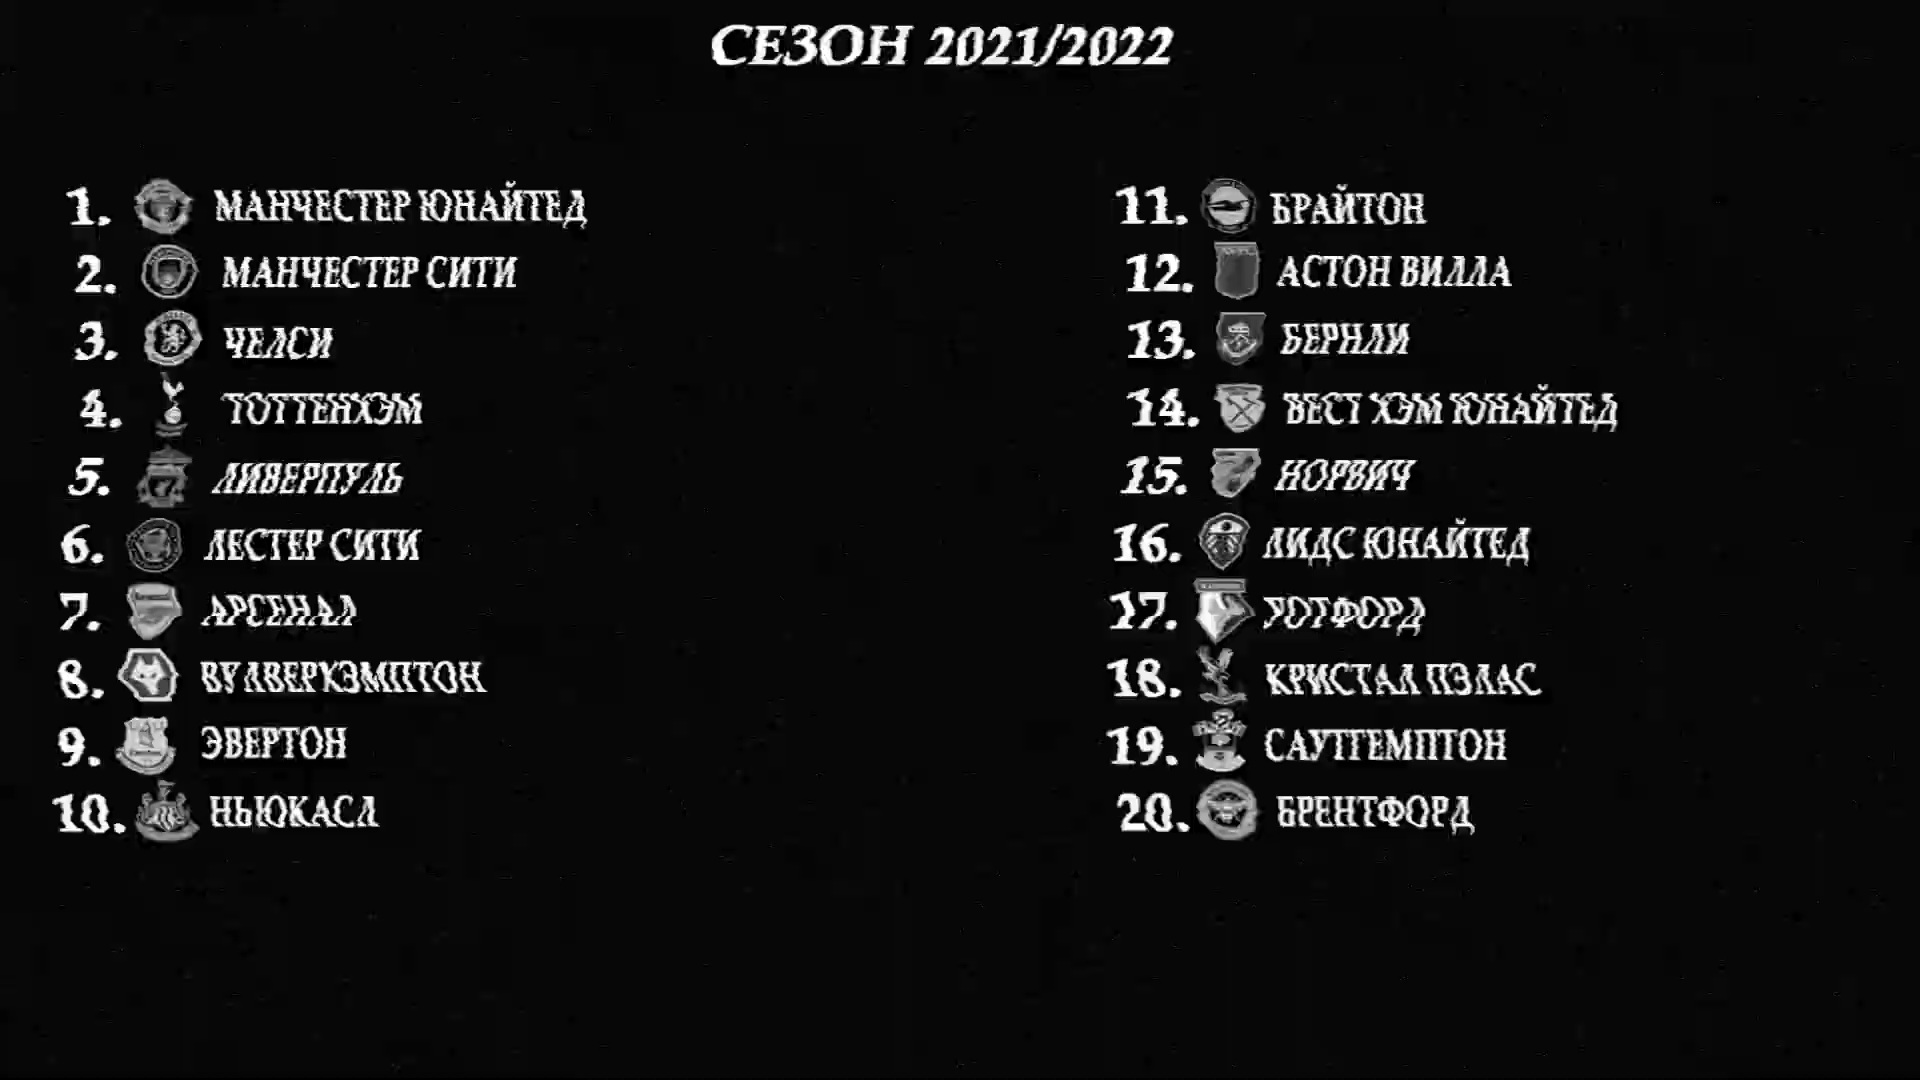 СЕЗОН 2021/2022
1. МАНЧЕСТЕР ЮНАЙТЕД
2. МАНЧЕСТЕР СИТИ
3. ЧЕЛСИ
4. ТОТТЕНХЭМ
5. ЛИВЕРПУЛЬ
6. ЛЕСТЕР СИТИ
7. АРСЕНАЛ
8. ВУЛВЕРХЭМПТОН
9. ЭВЕРТОН
10. НЬЮКАСЛ
11. БРАЙТОН
12. АСТОН ВИЛЛА
13. БЕРНЛИ
14. ВЕСТ ХЭМ ЮНАЙТЕД
15. НОРВИЧ
16. ЛИДС ЮНАЙТЕД
17. УОТФОРД
18. КРИСТАЛ ПЭЛАС
19. САУТГЕМПТОН
20. БРЕНТФОРД